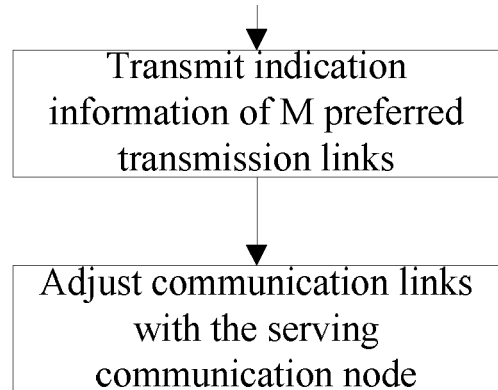 Transmit indication
information of M preferred
transmission links
Adjust communication links
with the serving
communication node